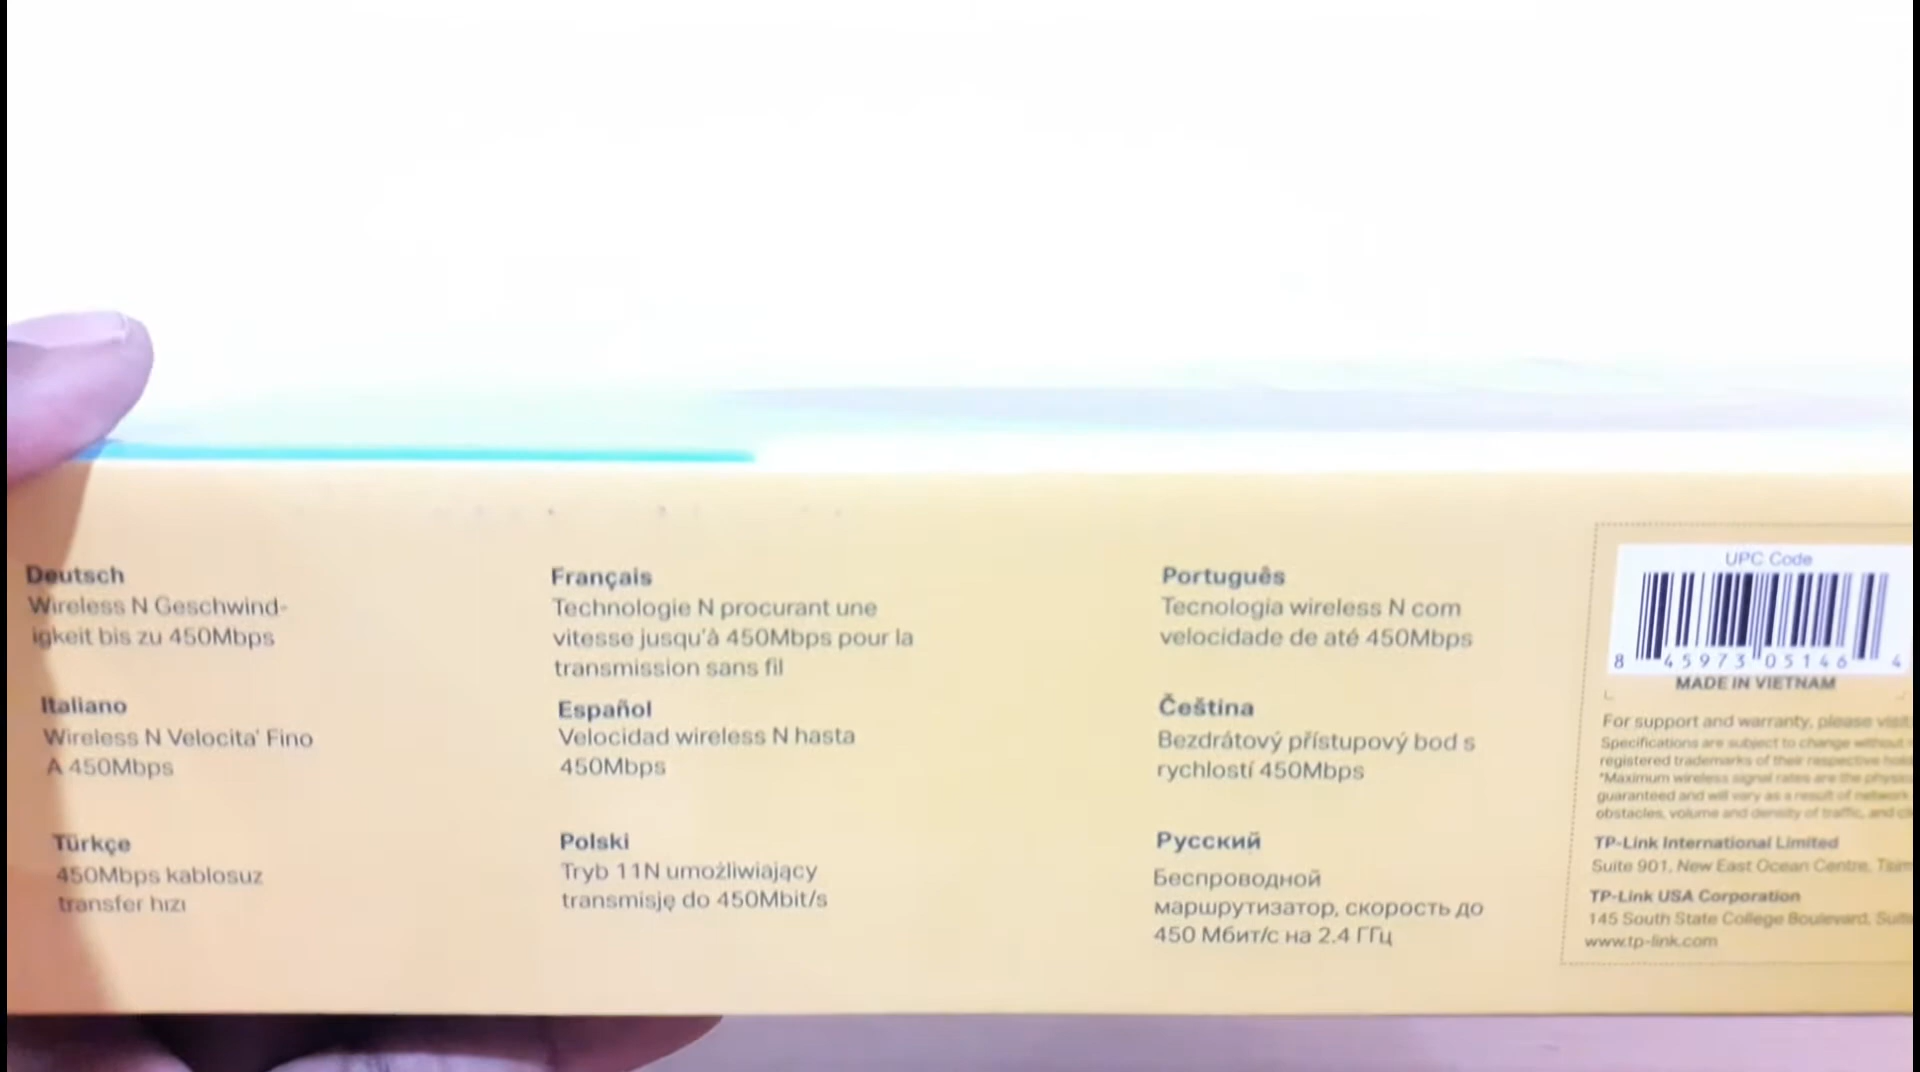 Deutsch
Wireless N Geschwind-
igkeit bis zu 450Mbps
Italiano
Wireless N Velocita' Fino
A 450Mbps
Türkçe
450Mbps kablosuz
transfer hızı
Français
Technologie N procurant une
vitesse jusqu'à 450Mbps pour la
transmission sans fil
Español
Velocidad wireless N hasta
450Mbps
Polski
Tryb 11N umożliwiający
transmisję do 450Mbit/s
Português
Tecnologia wireless N com
velocidade de até 450Mbps
Čeština
Bezdrátový přístupový bod s
rychlostí 450Mbps
Русский
Беспроводной
маршрутизатор, скорость до
450 Мбит/с на 2.4 ГГц
UPC Code
8 45973 05146 4
MADE IN VIETNAM
For support and warranty, please visit
Specifications are subject to change without
registered trademarks of their respective
*Maximum wireless signal rates are the
guaranteed and will vary as a result of network
obstacles, volume and density of traffic, and
TP-Link International Limited
Suite 901, New East Ocean Centre,
TP-Link USA Corporation
145 South State College Boulevard,
www.tp-link.com